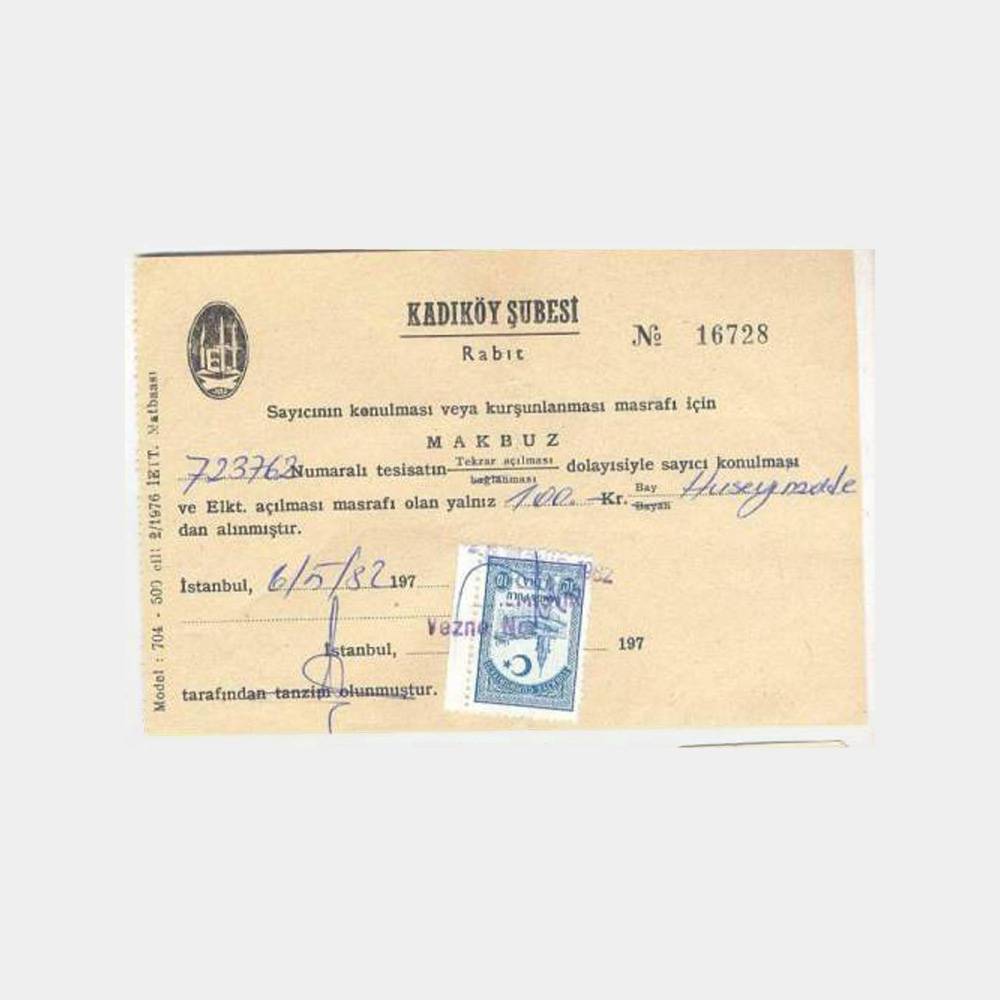 KADIKÖY ŞUBESİ
Rabıt
№ 16728
Sayıcının konulması veya kurşunlanması masrafı için
MAKBUZ
723762 Numaralı tesisatın Tekrar açılması bağlanması dolayısiyle sayıcı konulması
ve Elkt. açılması masrafı olan yalnız 100.- Kr. Bay Bayan
dan alınmıştır.
İstanbul, 6/5/82 197
Vezne No
İstanbul, 197
tarafından tanzim olunmuştur.
Model : 704 - 500 cilt 2/1976 İETT. Matbaası